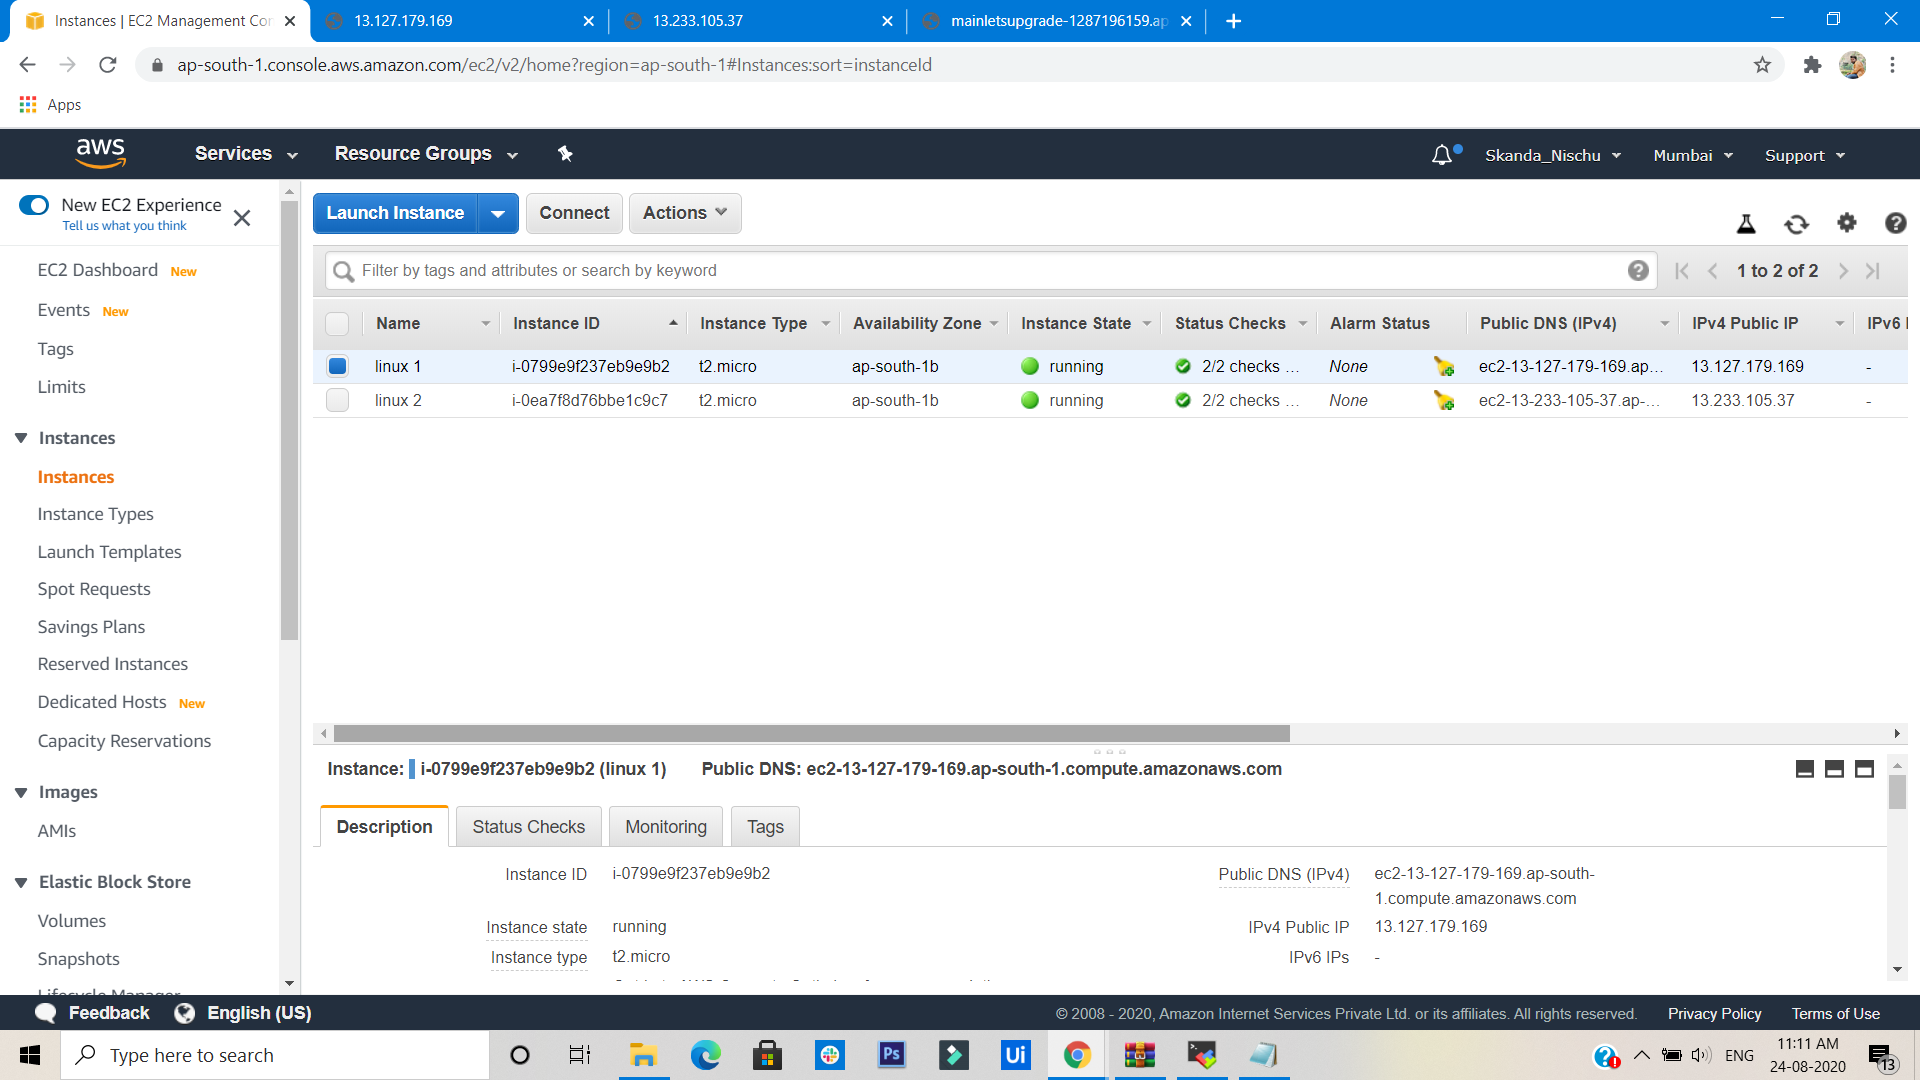 Instances | EC2 Management Con
13.127.179.169
13.233.105.37
mainletsupgrade-1287196159.ap
ap-south-1.console.aws.amazon.com/ec2/v2/home?region=ap-south-1#Instances:sort=instanceId
Apps
aws
Services
Resource Groups
Skanda_Nischu
Mumbai
Support
New EC2 Experience
Tell us what you think
EC2 Dashboard New
Events New
Tags
Limits
Instances
Instances
Instance Types
Launch Templates
Spot Requests
Savings Plans
Reserved Instances
Dedicated Hosts New
Capacity Reservations
Images
AMIs
Elastic Block Store
Volumes
Snapshots
Lifecycle Manager
Launch Instance
Connect
Actions
Filter by tags and attributes or search by keyword
1 to 2 of 2
Name Instance ID Instance Type Availability Zone Instance State Status Checks Alarm Status Public DNS (IPv4) IPv4 Public IP IPv6 I
linux 1 i-0799e9f237eb9e9b2 t2.micro ap-south-1b running 2/2 checks ... None ec2-13-127-179-169.ap... 13.127.179.169 -
linux 2 i-0ea7f8d76bbe1c9c7 t2.micro ap-south-1b running 2/2 checks ... None ec2-13-233-105-37.ap-... 13.233.105.37 -
Instance: i-0799e9f237eb9e9b2 (linux 1) Public DNS: ec2-13-127-179-169.ap-south-1.compute.amazonaws.com
Description
Status Checks
Monitoring
Tags
Instance ID i-0799e9f237eb9e9b2
Instance state running
Instance type t2.micro
Public DNS (IPv4) ec2-13-127-179-169.ap-south-
1.compute.amazonaws.com
IPv4 Public IP 13.127.179.169
IPv6 IPs -
Feedback
English (US)
© 2008 - 2020, Amazon Internet Services Private Ltd. or its affiliates. All rights reserved.
Privacy Policy
Terms of Use
Type here to search
Ps
Ui
ENG
11:11 AM
24-08-2020
13